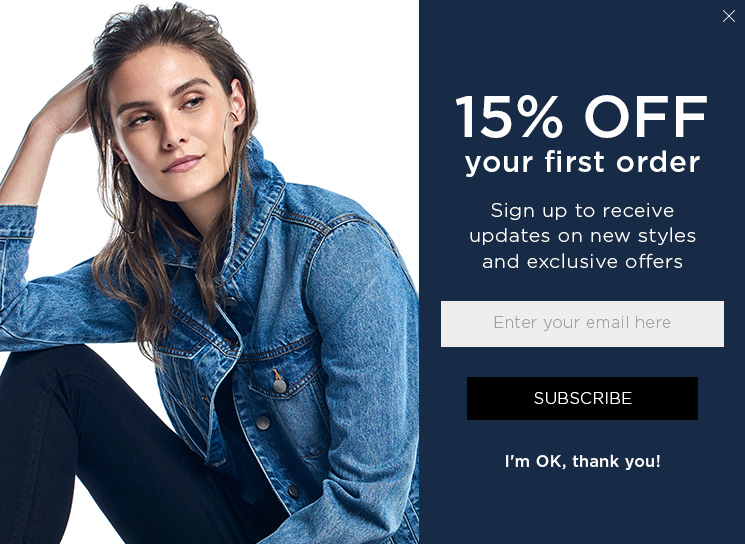 15% OFF
your first order
Sign up to receive
updates on new styles
and exclusive offers
Enter your email here
SUBSCRIBE
I'm OK, thank you!